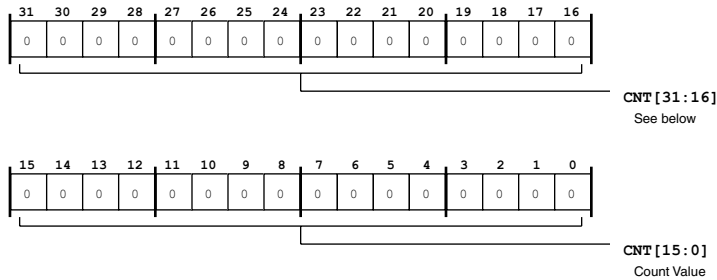 31 30 29 28 27 26 25 24 23 22 21 20 19 18 17 16
0 0 0 0 0 0 0 0 0 0 0 0 0 0 0 0
CNT[31:16]
See below
15 14 13 12 11 10 9 8 7 6 5 4 3 2 1 0
0 0 0 0 0 0 0 0 0 0 0 0 0 0 0 0
CNT[15:0]
Count Value